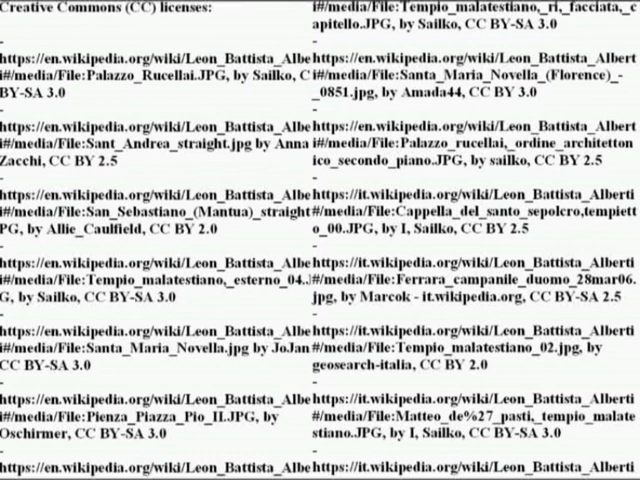 Creative Commons (CC) licenses:
-
https://en.wikipedia.org/wiki/Leon_Battista_Albe
i#/media/File:Palazzo_Rucellai.JPG, by Sailko, C
BY-SA 3.0
-
https://en.wikipedia.org/wiki/Leon_Battista_Albe
i#/media/File:Sant_Andrea_straight.jpg by Anna
Zacchi, CC BY 2.5
-
https://en.wikipedia.org/wiki/Leon_Battista_Albe
i#/media/File:San_Sebastiano_(Mantua)_straight
PG, by Allie_Caulfield, CC BY 2.0
-
https://en.wikipedia.org/wiki/Leon_Battista_Albe
i#/media/File:Tempio_malatestiano,_esterno_04..
G, by Sailko, CC BY-SA 3.0
-
https://en.wikipedia.org/wiki/Leon_Battista_Albe
i#/media/File:Santa_Maria_Novella.jpg by JoJan
CC BY-SA 3.0
-
https://en.wikipedia.org/wiki/Leon_Battista_Albe
i#/media/File:Pienza_Piazza_Pio_II.JPG, by
Oschirmer, CC BY-SA 3.0
-
https://en.wikipedia.org/wiki/Leon_Battista_Albe
i#/media/File:Tempio_malatestiano,_ri,_facciata,_c
apitello.JPG, by Sailko, CC BY-SA 3.0
-
https://en.wikipedia.org/wiki/Leon_Battista_Albert
i#/media/File:Santa_Maria_Novella_(Florence)_-
_0851.jpg, by Amada44, CC BY 3.0
-
https://en.wikipedia.org/wiki/Leon_Battista_Albert
i#/media/File:Palazzo_rucellai,_ordine_architetton
ico_secondo_piano.JPG, by sailko, CC BY 2.5
-
https://it.wikipedia.org/wiki/Leon_Battista_Alberti
#/media/File:Cappella_del_santo_sepolcro,tempiett
o_00.JPG, by I, Sailko, CC BY 2.5
-
https://it.wikipedia.org/wiki/Leon_Battista_Alberti
#/media/File:Ferrara_campanile_duomo_28mar06.
jpg, by Marcok - it.wikipedia.org, CC BY-SA 2.5
-
https://it.wikipedia.org/wiki/Leon_Battista_Alberti
#/media/File:Tempio_malatestiano_02.jpg, by
geosearch-italia, CC BY 2.0
-
https://it.wikipedia.org/wiki/Leon_Battista_Alberti
#/media/File:Matteo_de%27_pasti,_tempio_malate
stiano.JPG, by I, Sailko, CC BY-SA 3.0
-
https://it.wikipedia.org/wiki/Leon_Battista_Alberti